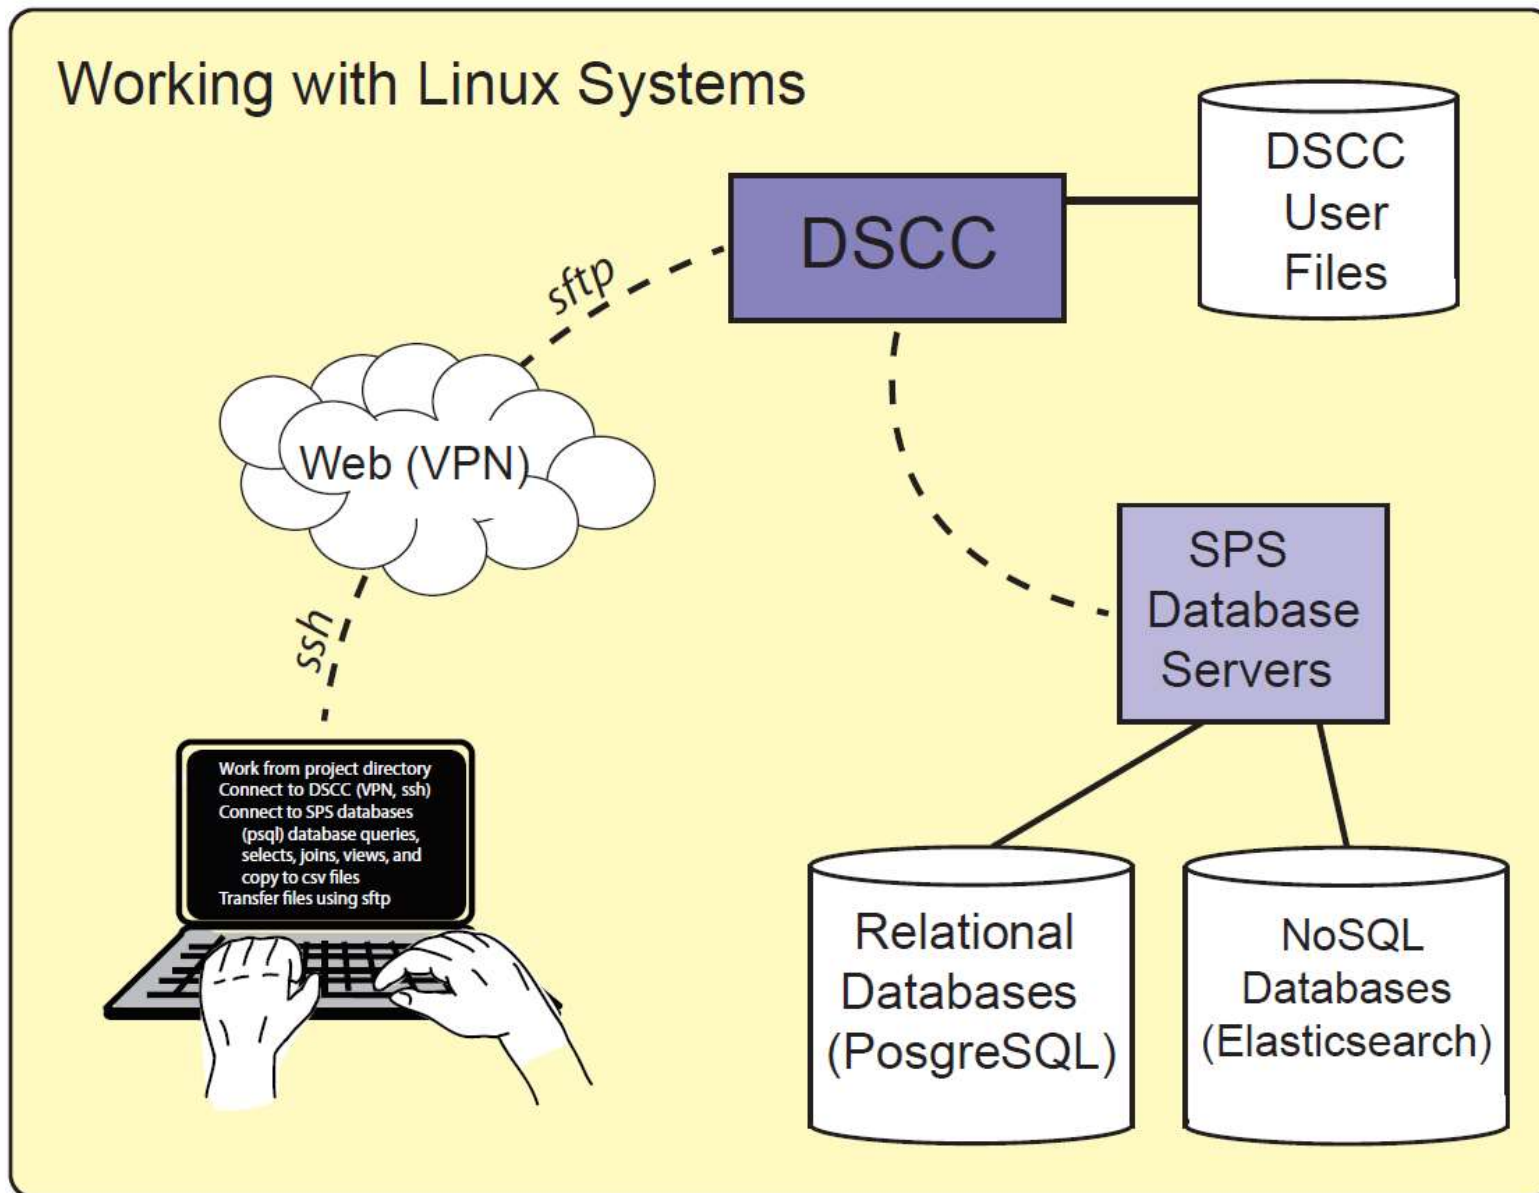 Working with Linux Systems
DSCC
User
Files
DSCC
sftp
Web (VPN)
ssh
SPS
Database
Servers
Work from project directory
Connect to DSCC (VPN, ssh)
Connect to SPS databases
(psql) database queries,
selects, joins, views, and
copy to csv files
Transfer files using sftp
Relational
Databases
(PosgreSQL)
NoSQL
Databases
(Elasticsearch)